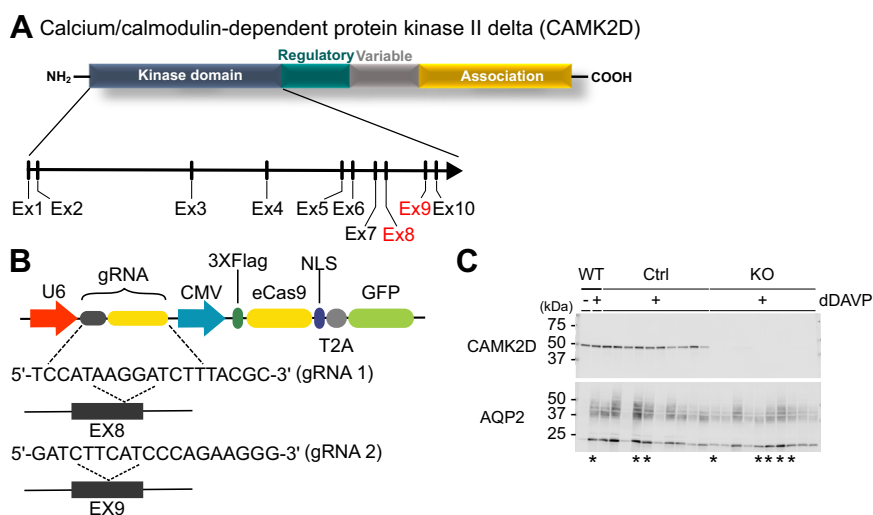 A Calcium/calmodulin-dependent protein kinase II delta (CAMK2D)
Regulatory Variable
NH2 Kinase domain Association COOH
Ex1 Ex2 Ex3 Ex4 Ex5 Ex6 Ex7 Ex8 Ex9 Ex10
B
U6 gRNA CMV 3XFlag eCas9 NLS T2A GFP
5'-TCCATAAGGATCTTTACGC-3' (gRNA 1)
EX8
5'-GATCTTCATCCCAGAAGGGG-3' (gRNA 2)
EX9
C
WT Ctrl KO
- + + + dDAVP
(kDa)
CAMK2D 75 50 37
AQP2 50 37 25
* ** * ****